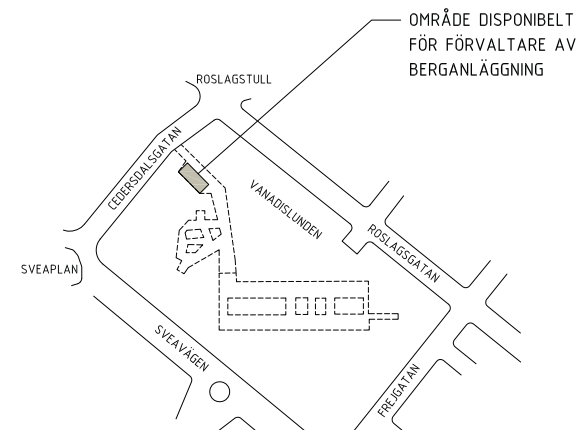 OMRÅDE DISPONIBELT
FÖR FÖRVALTARE AV
BERGANLÄGGNING
ROSLAGSTULL
CEDERSDALSGATAN
VANADISLUNDEN
ROSLAGSGATAN
SVEAPLAN
SVEAVÄGEN
FREJGATAN